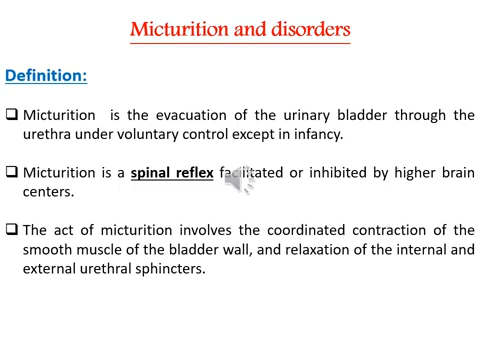 Micturition and disorders
Definition:
Micturition is the evacuation of the urinary bladder through the
urethra under voluntary control except in infancy.
Micturition is a spinal reflex facilitated or inhibited by higher brain
centers.
The act of micturition involves the coordinated contraction of the
smooth muscle of the bladder wall, and relaxation of the internal and
external urethral sphincters.